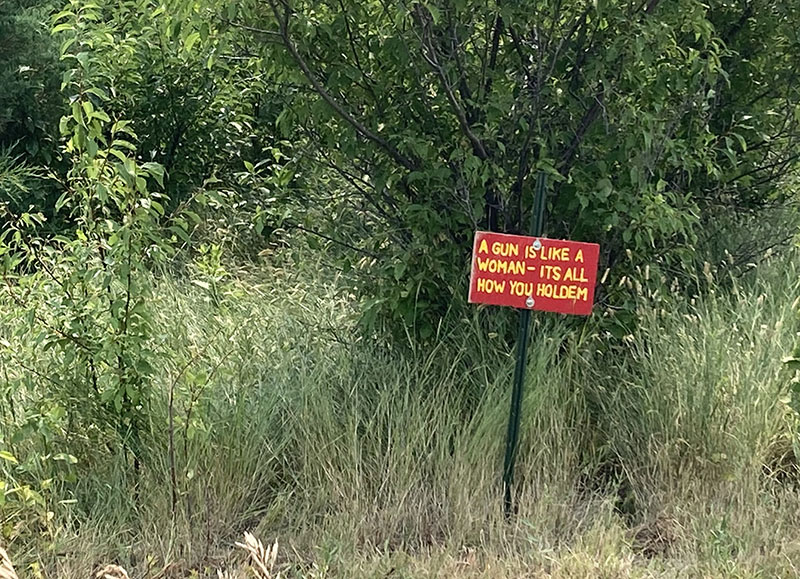 A GUN IS LIKE A
WOMAN- ITS ALL
HOW YOU HOLDEM